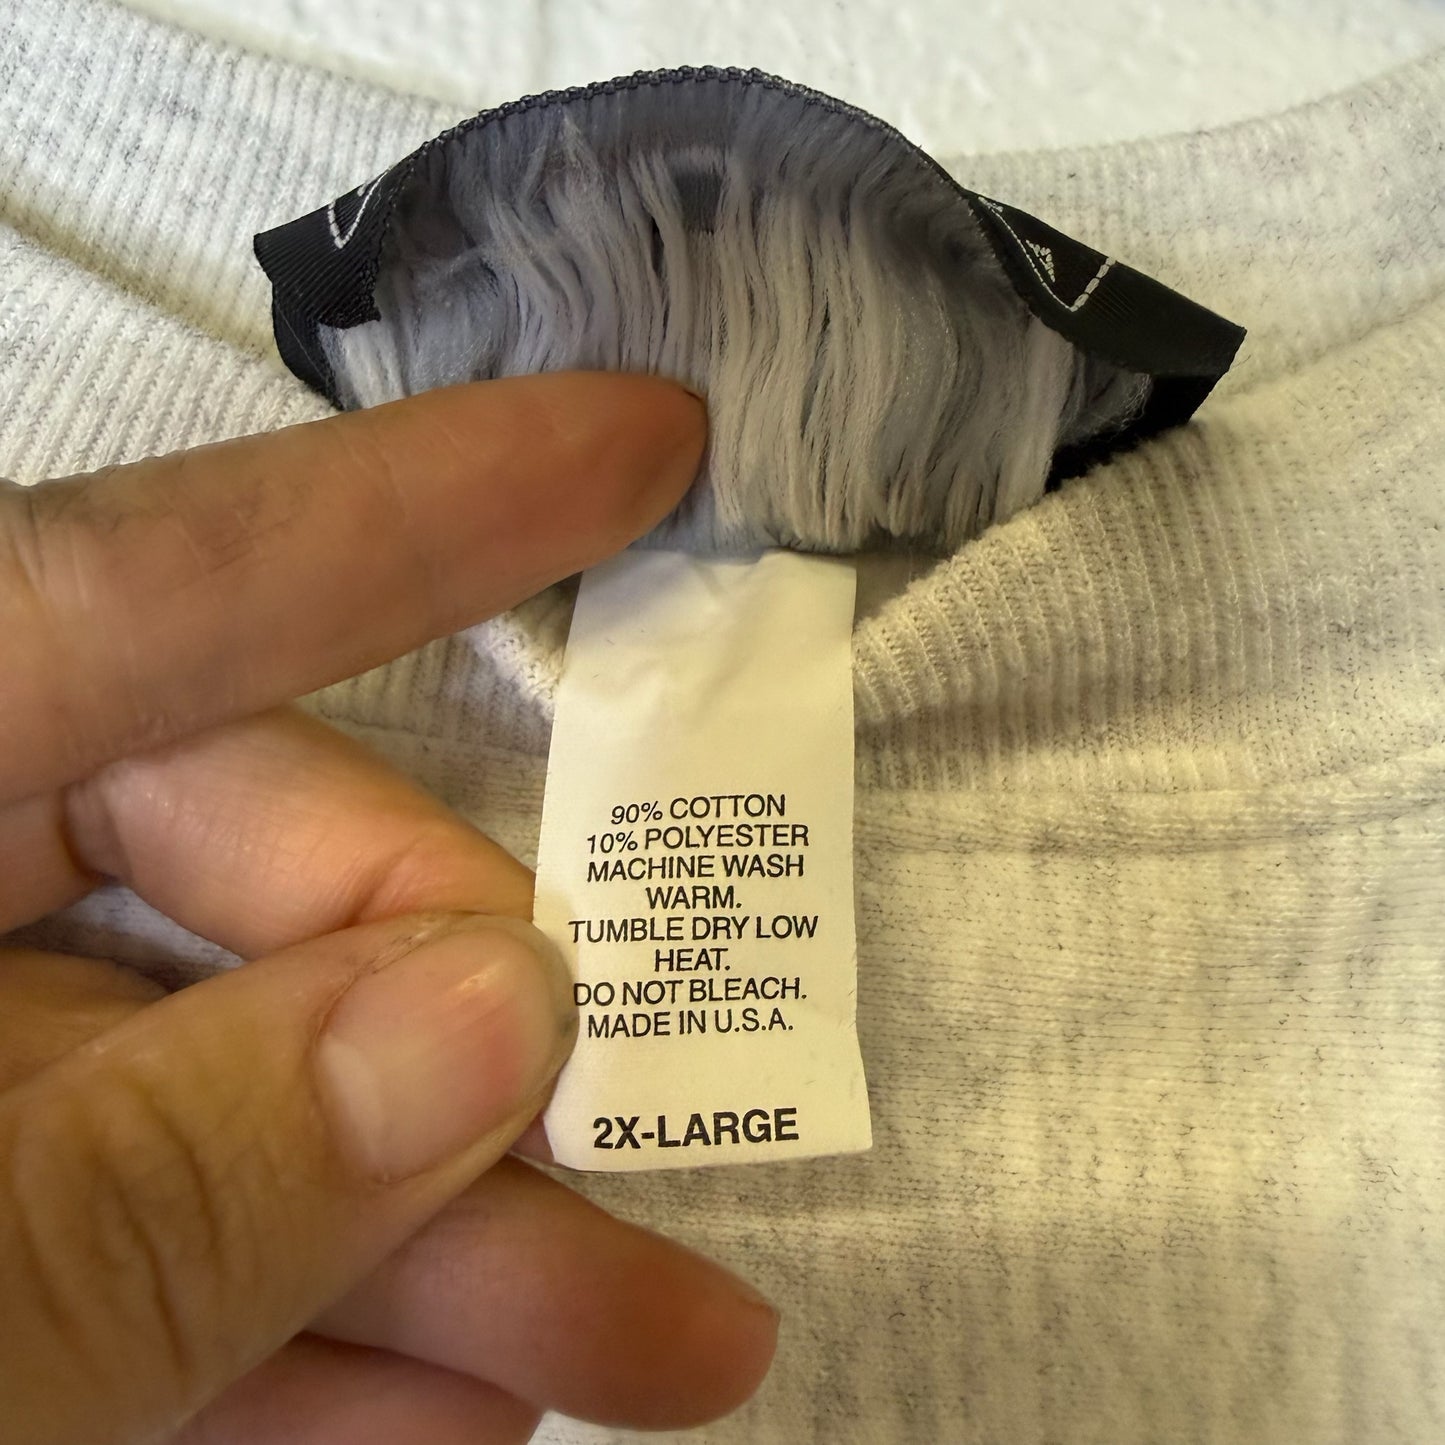 90% COTTON
10% POLYESTER
MACHINE WASH
WARM.
TUMBLE DRY LOW
HEAT.
DO NOT BLEACH.
MADE IN U.S.A.
2X-LARGE